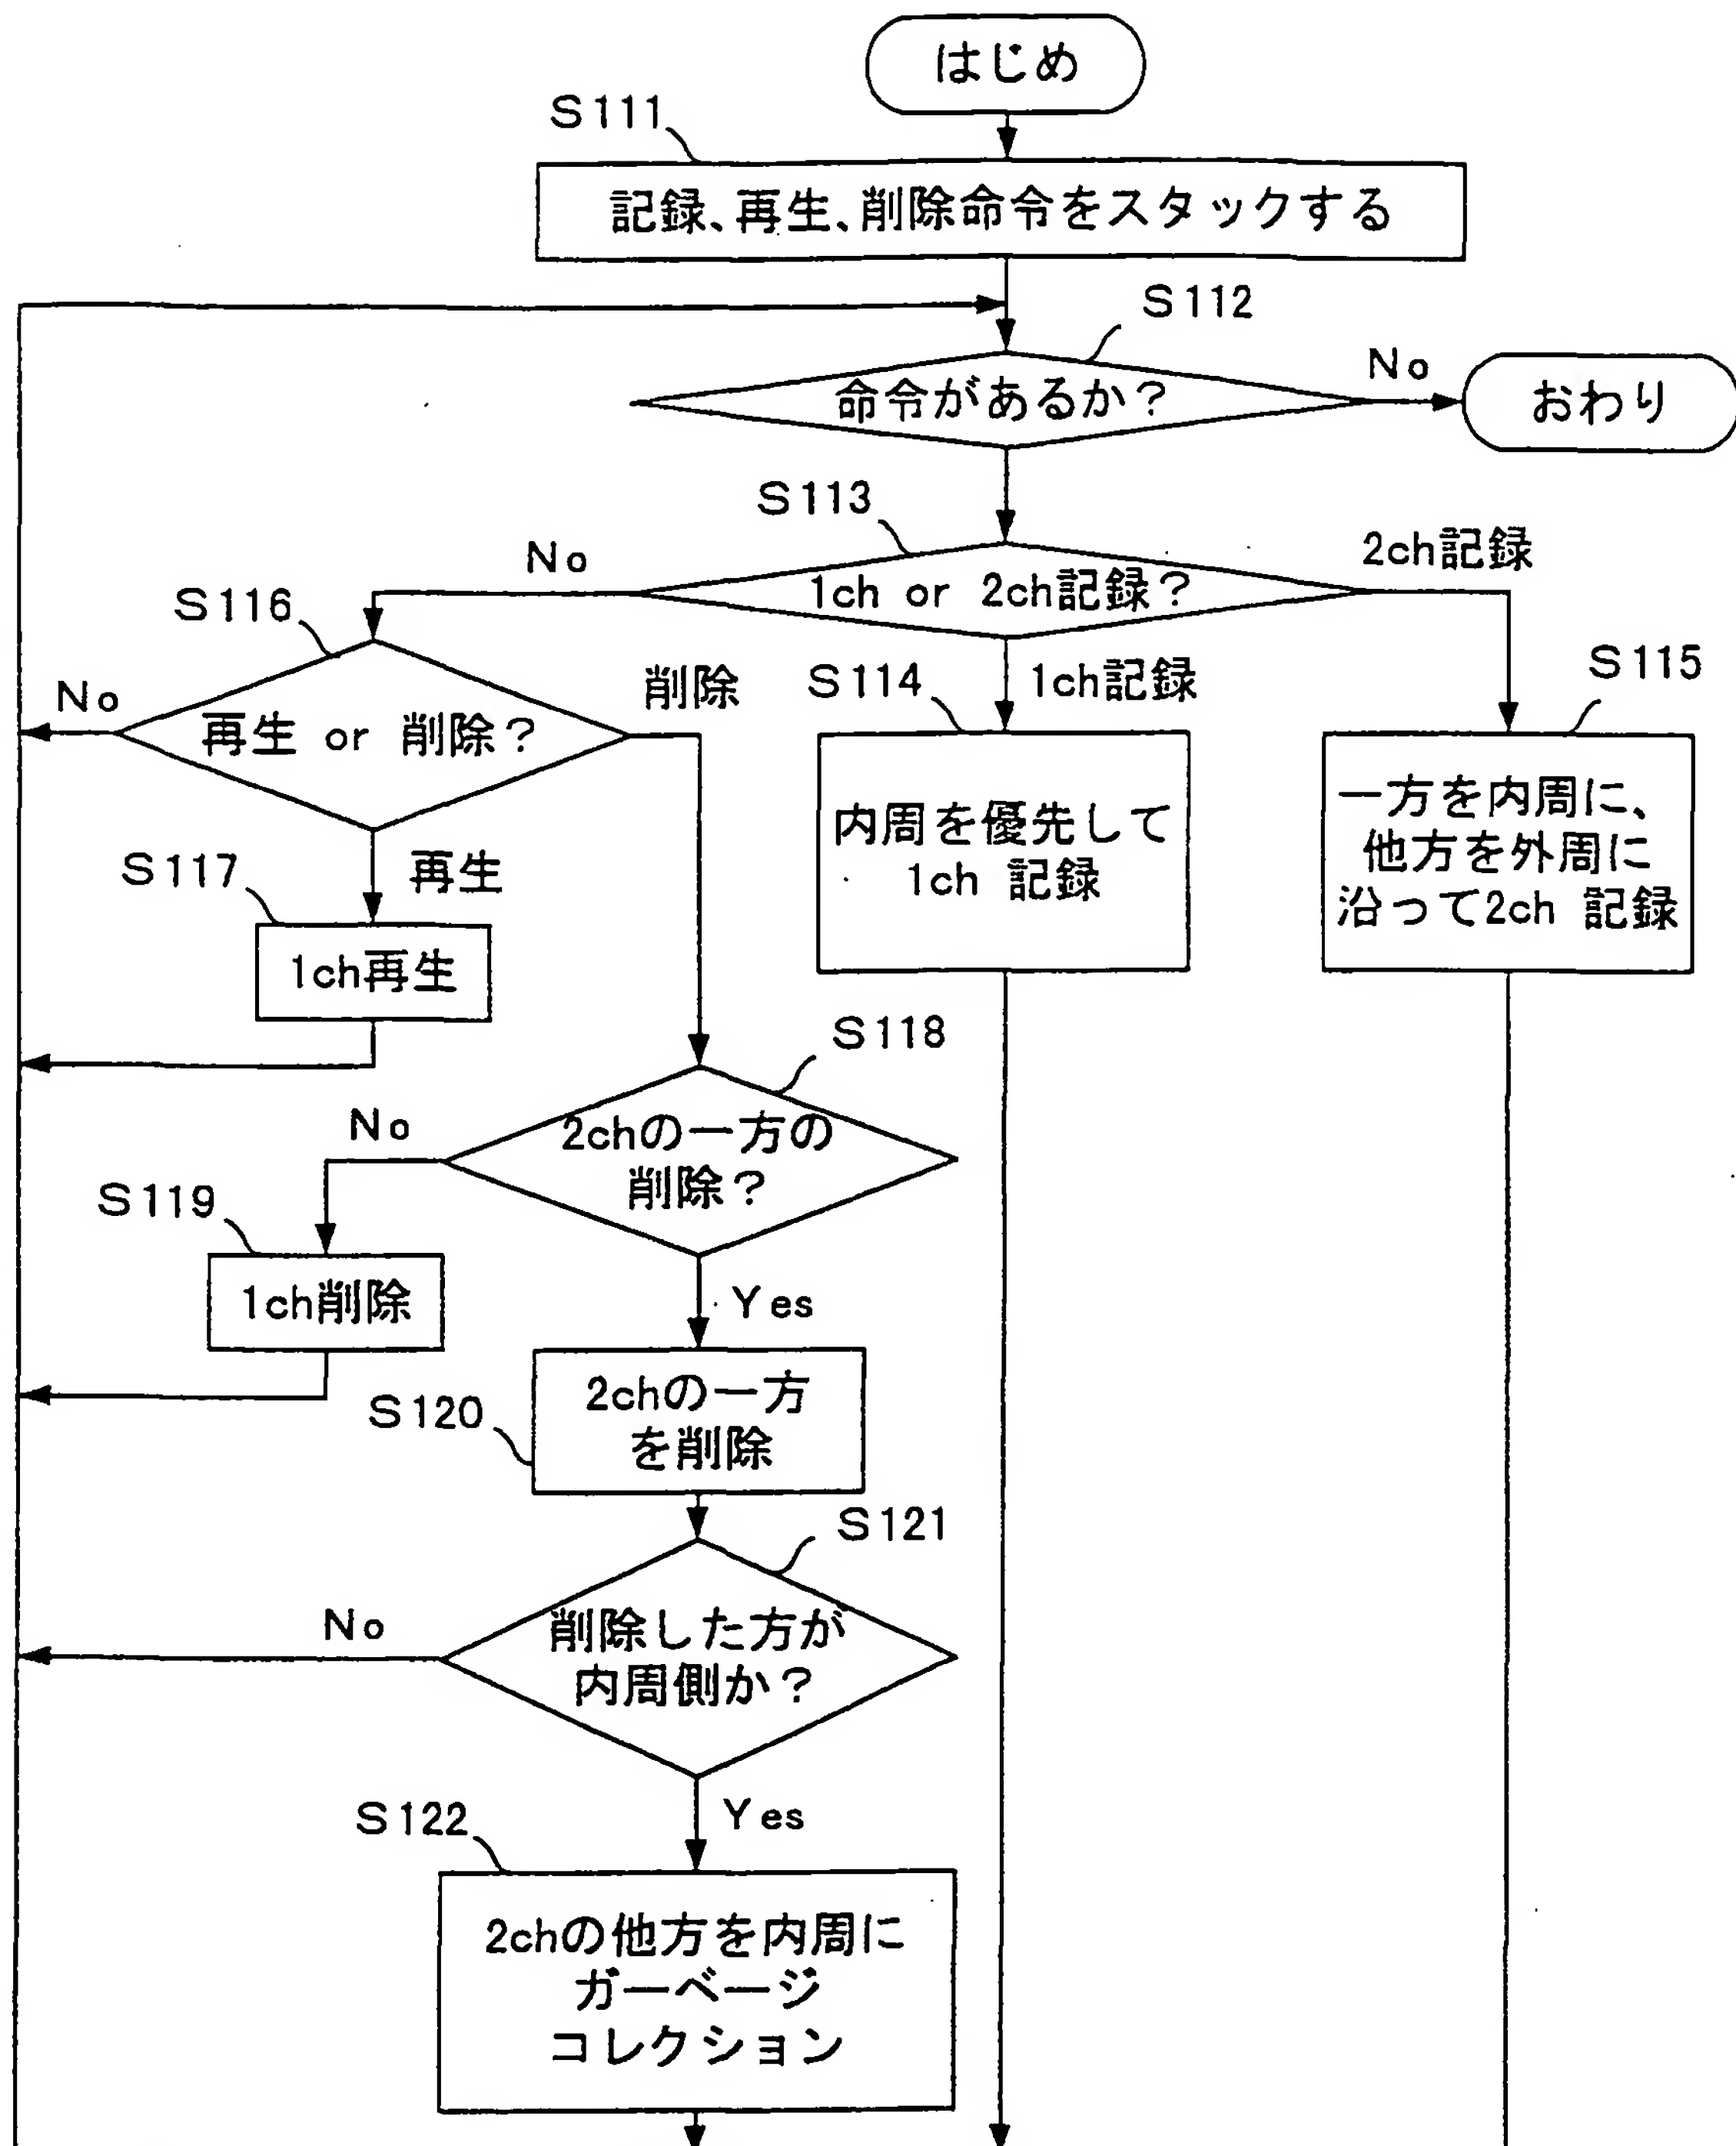 はじめ
S111
記録、再生、削除命令をスタックする
S112
命令があるか？
No
おわり
S113
No
1ch or 2ch記録？
2ch記録
S116
No
再生 or 削除？
削除
S114
1ch記録
S115
内周を優先して
1ch 記録
一方を内周に、
他方を外周に
沿って2ch 記録
S117
再生
1ch再生
S118
No
2chの一方の
削除？
S119
1ch削除
Yes
S120
2chの一方
を削除
S121
No
削除した方が
内周側か？
S122
Yes
2chの他方を内周に
ガーベージ
コレクション